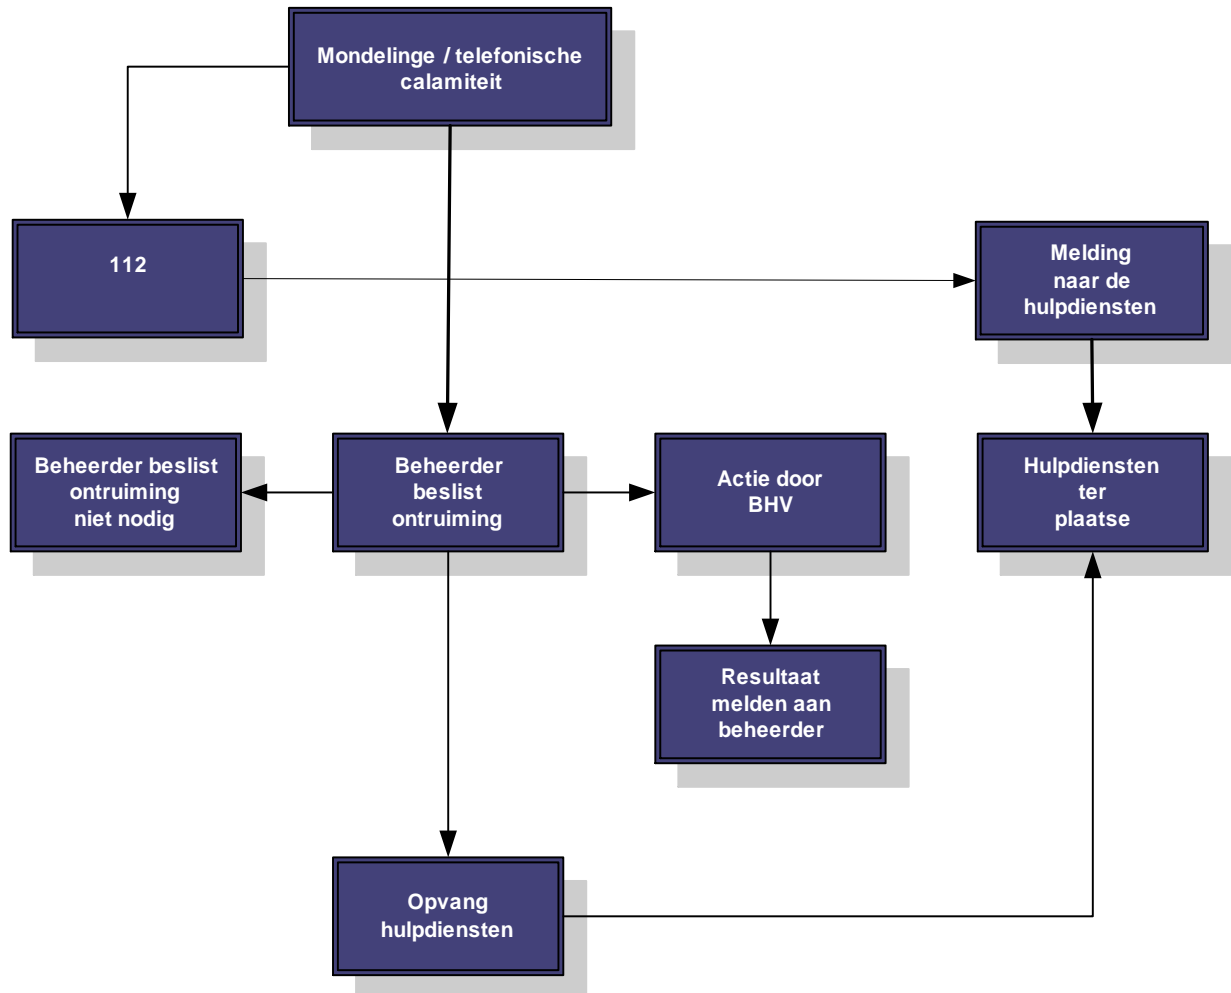 Mondelinge / telefonische
calamiteit
112
Melding
naar de
hulpdiensten
Beheerder beslist
ontruiming
niet nodig
Beheerder
beslist
ontruiming
Actie door
BHV
Hulpdiensten
ter
plaatse
Resultaat
melden aan
beheerder
Opvang
hulpdiensten